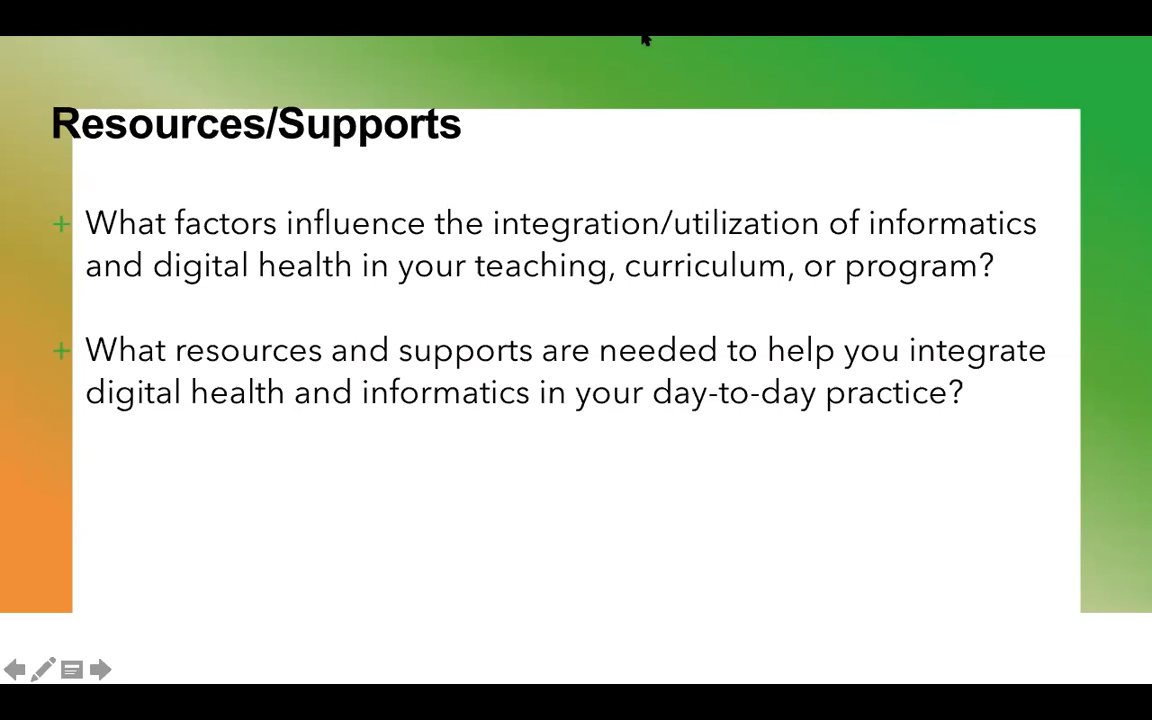 Resources/Supports
+ What factors influence the integration/utilization of informatics
and digital health in your teaching, curriculum, or program?
+ What resources and supports are needed to help you integrate
digital health and informatics in your day-to-day practice?